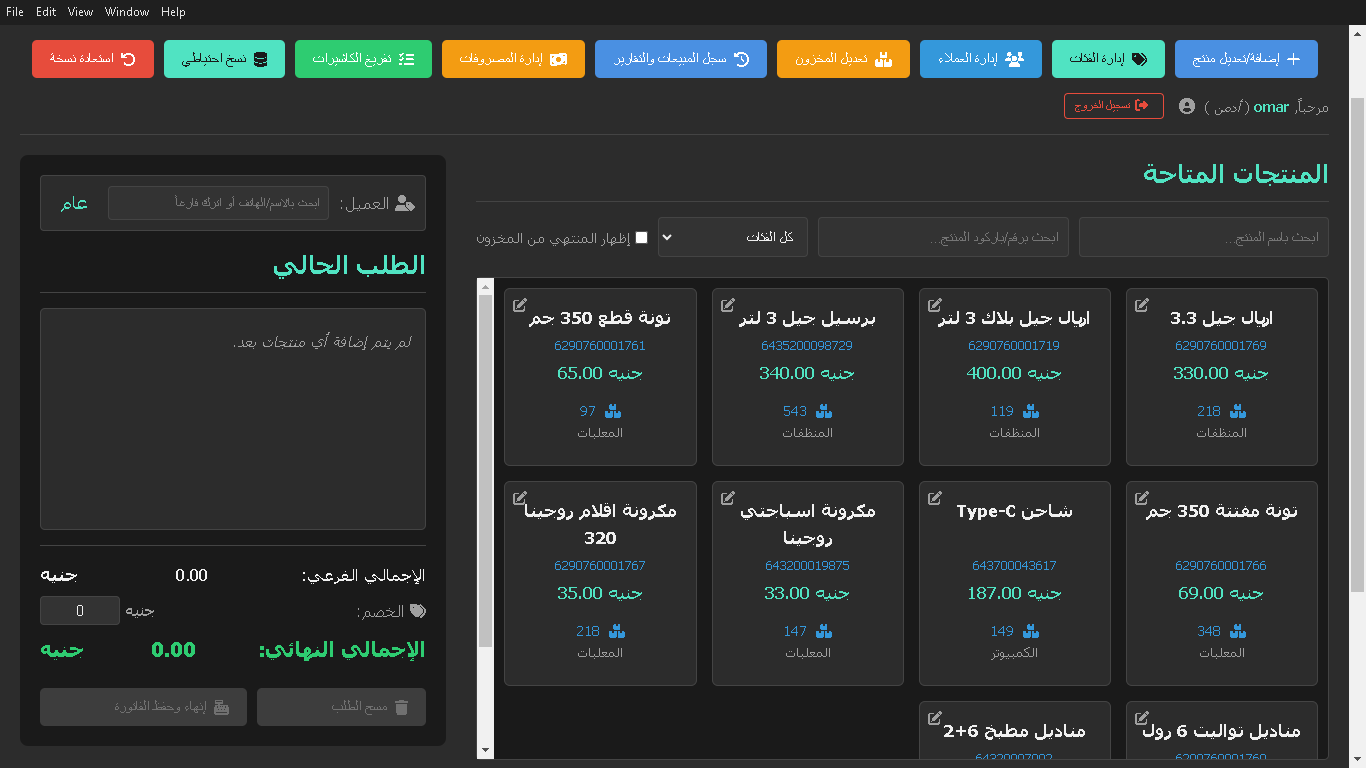 File Edit View Window Help
إضافة/تعديل منتج
إدارة الفئات
إدارة العملاء
تعديل المخزون
سجل المبيعات والتقارير
إدارة المصروفات
تفريغ الكاشيرات
نسخ احتياطي
استعادة نسخة
مرحباً, omar (أدمن)
تسجيل الخروج
المنتجات المتاحة
ابحث باسم المنتج...
ابحث برقم/باركود المنتج...
كل الفئات
إظهار المنتهي من المخزون
اريال جيل 3.3
6290760001769
330.00 جنيه
218
المنظفات
اريال جيل بلاك 3 لتر
6290760001719
400.00 جنيه
119
المنظفات
برسيل جيل 3 لتر
6435200098729
340.00 جنيه
543
المنظفات
تونة قطع 350 جم
6290760001761
65.00 جنيه
97
المعلبات
تونة مفتتة 350 جم
6290760001766
69.00 جنيه
348
المعلبات
شاحن Type-C
643700043617
187.00 جنيه
149
الكمبيوتر
مكرونة اسباجتي
روجينا
643200019875
33.00 جنيه
147
المعلبات
مكرونة اقلام روجينا
320
6290760001767
35.00 جنيه
218
المعلبات
مناديل تواليت 6 رول
6290760001760
مناديل مطبخ 6+2
64320007002
العميل:
ابحث بالاسم/الهاتف أو اترك فارغاً
عام
الطلب الحالي
لم يتم إضافة أي منتجات بعد.
الإجمالي الفرعي: 0.00 جنيه
الخصم: جنيه 0
الإجمالي النهائي: 0.00 جنيه
مسح الطلب
إنهاء وحفظ الفاتورة